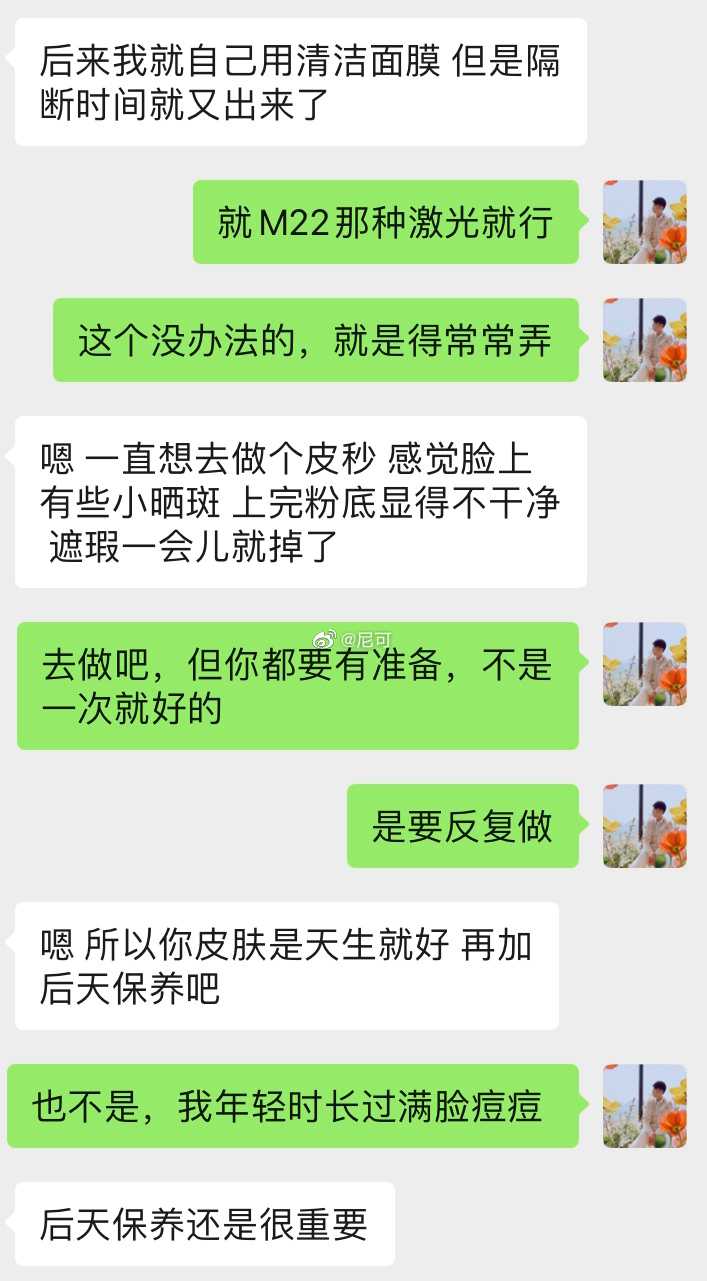 后来我就自己用清洁面膜 但是隔
断时间就又出来了
就M22那种激光就行
这个没办法的，就是得常常弄
嗯 一直想去做个皮秒 感觉脸上
有些小晒斑 上完粉底显得不干净
遮瑕一会儿就掉了
@尼可
去做吧，但你都要有准备，不是
一次就好的
是要反复做
嗯 所以你皮肤是天生就好 再加
后天保养吧
也不是，我年轻时长过满脸痘痘
后天保养还是很重要